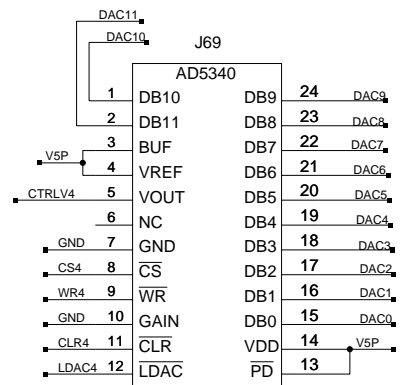 DAC11
DAC10
J69
AD5340
1 DB10 DB9 24 DAC9
2 DB11 DB8 23 DAC8
3 BUF DB7 22 DAC7
V5P 4 VREF DB6 21 DAC6
CTRLV4 5 VOUT DB5 20 DAC5
6 NC DB4 19 DAC4
GND 7 GND DB3 18 DAC3
CS4 8 CS DB2 17 DAC2
WR4 9 WR DB1 16 DAC1
GND 10 GAIN DB0 15 DAC0
CLR4 11 CLR VDD 14 V5P
LDAC4 12 LDAC PD 13